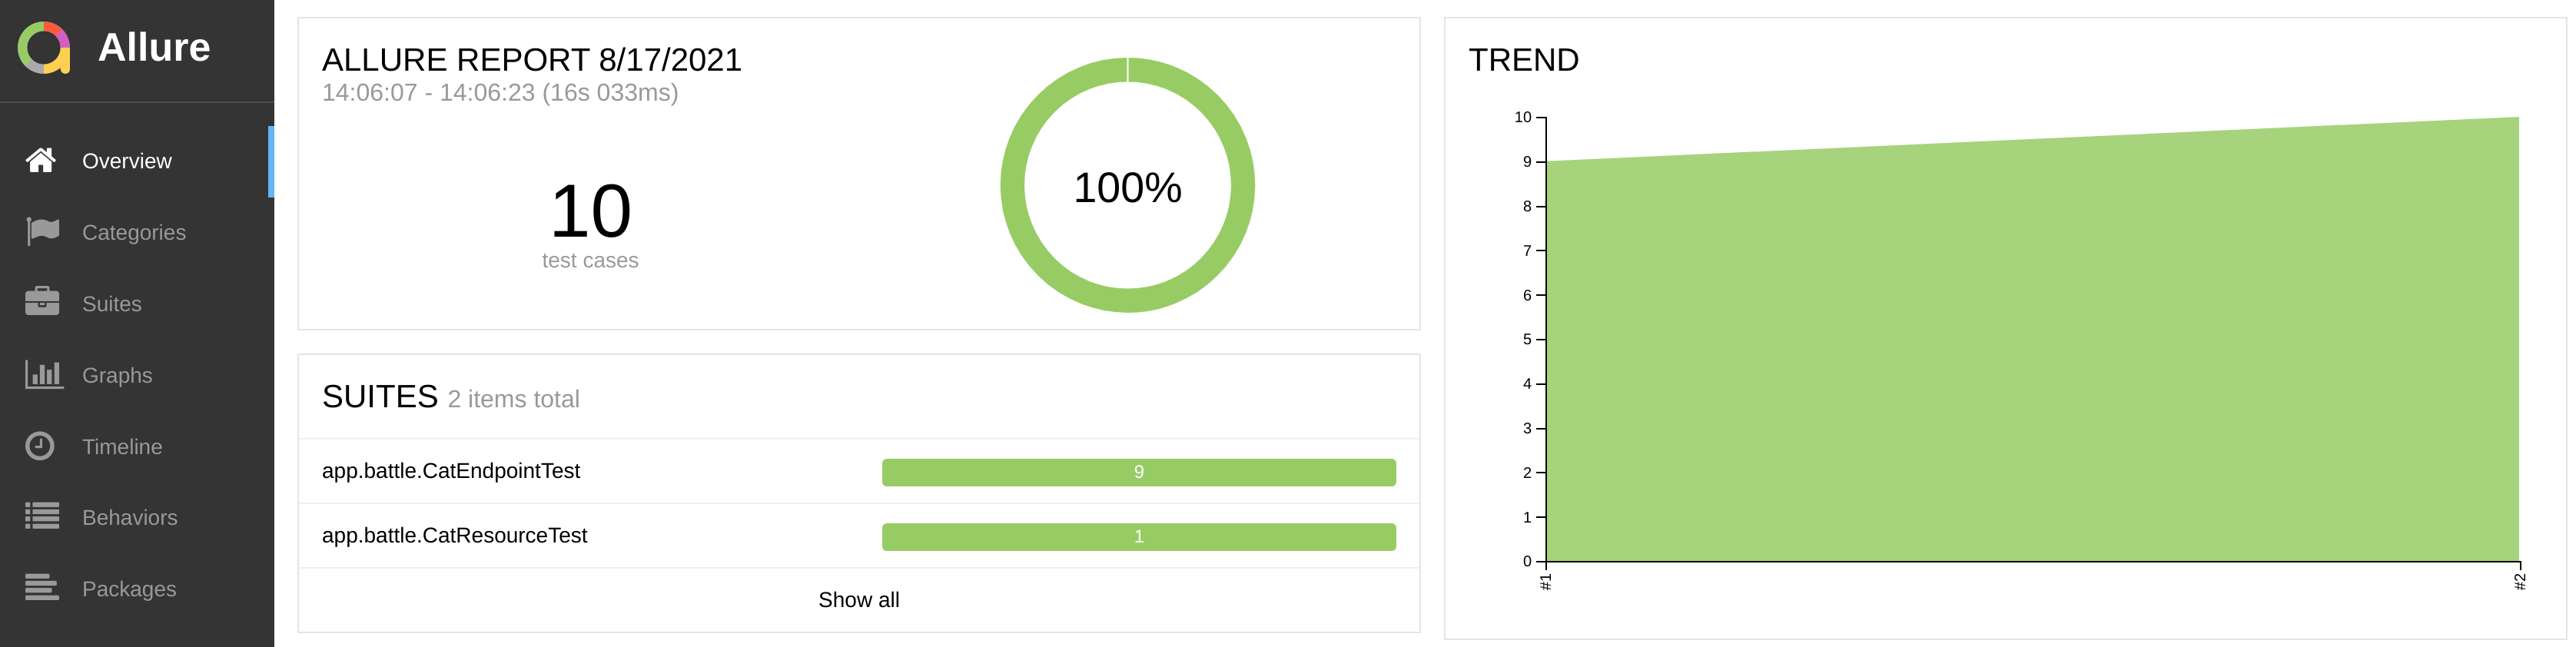 Allure
Overview
Categories
Suites
Graphs
Timeline
Behaviors
Packages
ALLURE REPORT 8/17/2021
14:06:07 - 14:06:23 (16s 033ms)
10
test cases
100%
SUITES 2 items total
app.battle.CatEndpointTest 9
app.battle.CatResourceTest 1
Show all
TREND
10
9
8
7
6
5
4
3
2
1
0
#1
#2